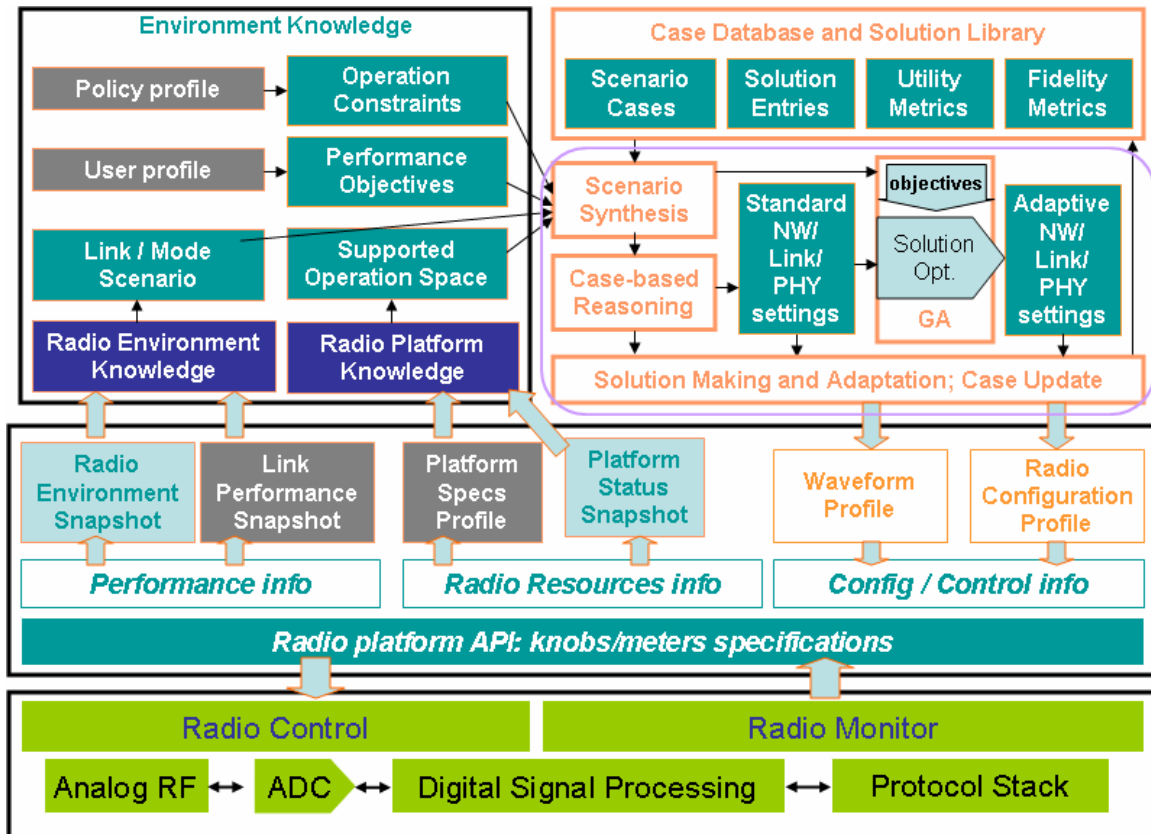 Environment Knowledge
Policy profile
Operation
Constraints
User profile
Performance
Objectives
Link / Mode
Scenario
Supported
Operation Space
Radio Environment
Knowledge
Radio Platform
Knowledge
Case Database and Solution Library
Scenario
Cases
Solution
Entries
Utility
Metrics
Fidelity
Metrics
Scenario
Synthesis
Case-based
Reasoning
Standard
NW/
Link/
PHY
settings
objectives
Solution
Opt.
GA
Adaptive
NW/
Link/
PHY
settings
Solution Making and Adaptation; Case Update
Radio
Environment
Snapshot
Link
Performance
Snapshot
Platform
Specs
Profile
Platform
Status
Snapshot
Waveform
Profile
Radio
Configuration
Profile
Performance info
Radio Resources info
Config / Control info
Radio platform API: knobs/meters specifications
Radio Control
Radio Monitor
Analog RF
ADC
Digital Signal Processing
Protocol Stack